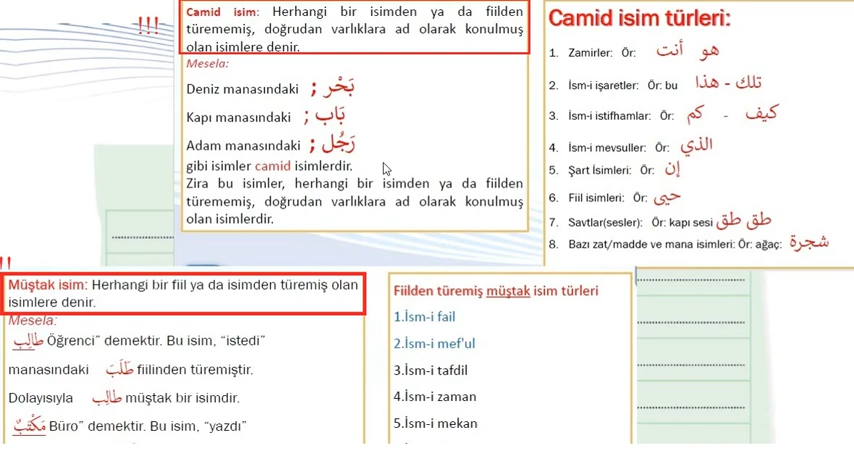 !!!
Camid isim: Herhangi bir isimden ya da fiilden
türememiş, doğrudan varlıklara ad olarak konulmuş
olan isimlere denir.
Mesela:
Deniz manasındaki ; بَحْر
Kapı manasındaki ; بَاب
Adam manasındaki ; رَجُل
gibi isimler camid isimlerdir.
Zira bu isimler, herhangi bir isimden ya da fiilden
türememiş, doğrudan varlıklara ad olarak konulmuş
olan isimlerdir.
Camid isim türleri:
1. Zamirler: Ör: هو أنت
2. İsm-i işaretler: Ör: bu تلك - هذا
3. İsm-i istifhamlar: Ör: كيف - كم
4. İsm-i mevsuller: Ör: الذي
5. Şart İsimleri: Ör: إن
6. Fiil isimleri: Ör: حيى
7. Savtlar(sesler): Ör: kapı sesi طق طق
8. Bazı zat/madde ve mana isimleri: Ör: ağaç: شجرة
!!
Müştak isim: Herhangi bir fiil ya da isimden türemiş olan
isimlere denir.
Mesela:
طالِب Öğrenci” demektir. Bu isim, “istedi”
manasındaki طَلَبَ fiilinden türemiştir.
Dolayısıyla طالِب müştak bir isimdir.
مَكْتَبٌ Büro” demektir. Bu isim, “yazdı”
Fiilden türemiş müştak isim türleri
1.İsm-i fail
2.İsm-i mef'ul
3.İsm-i tafdil
4.İsm-i zaman
5.İsm-i mekan